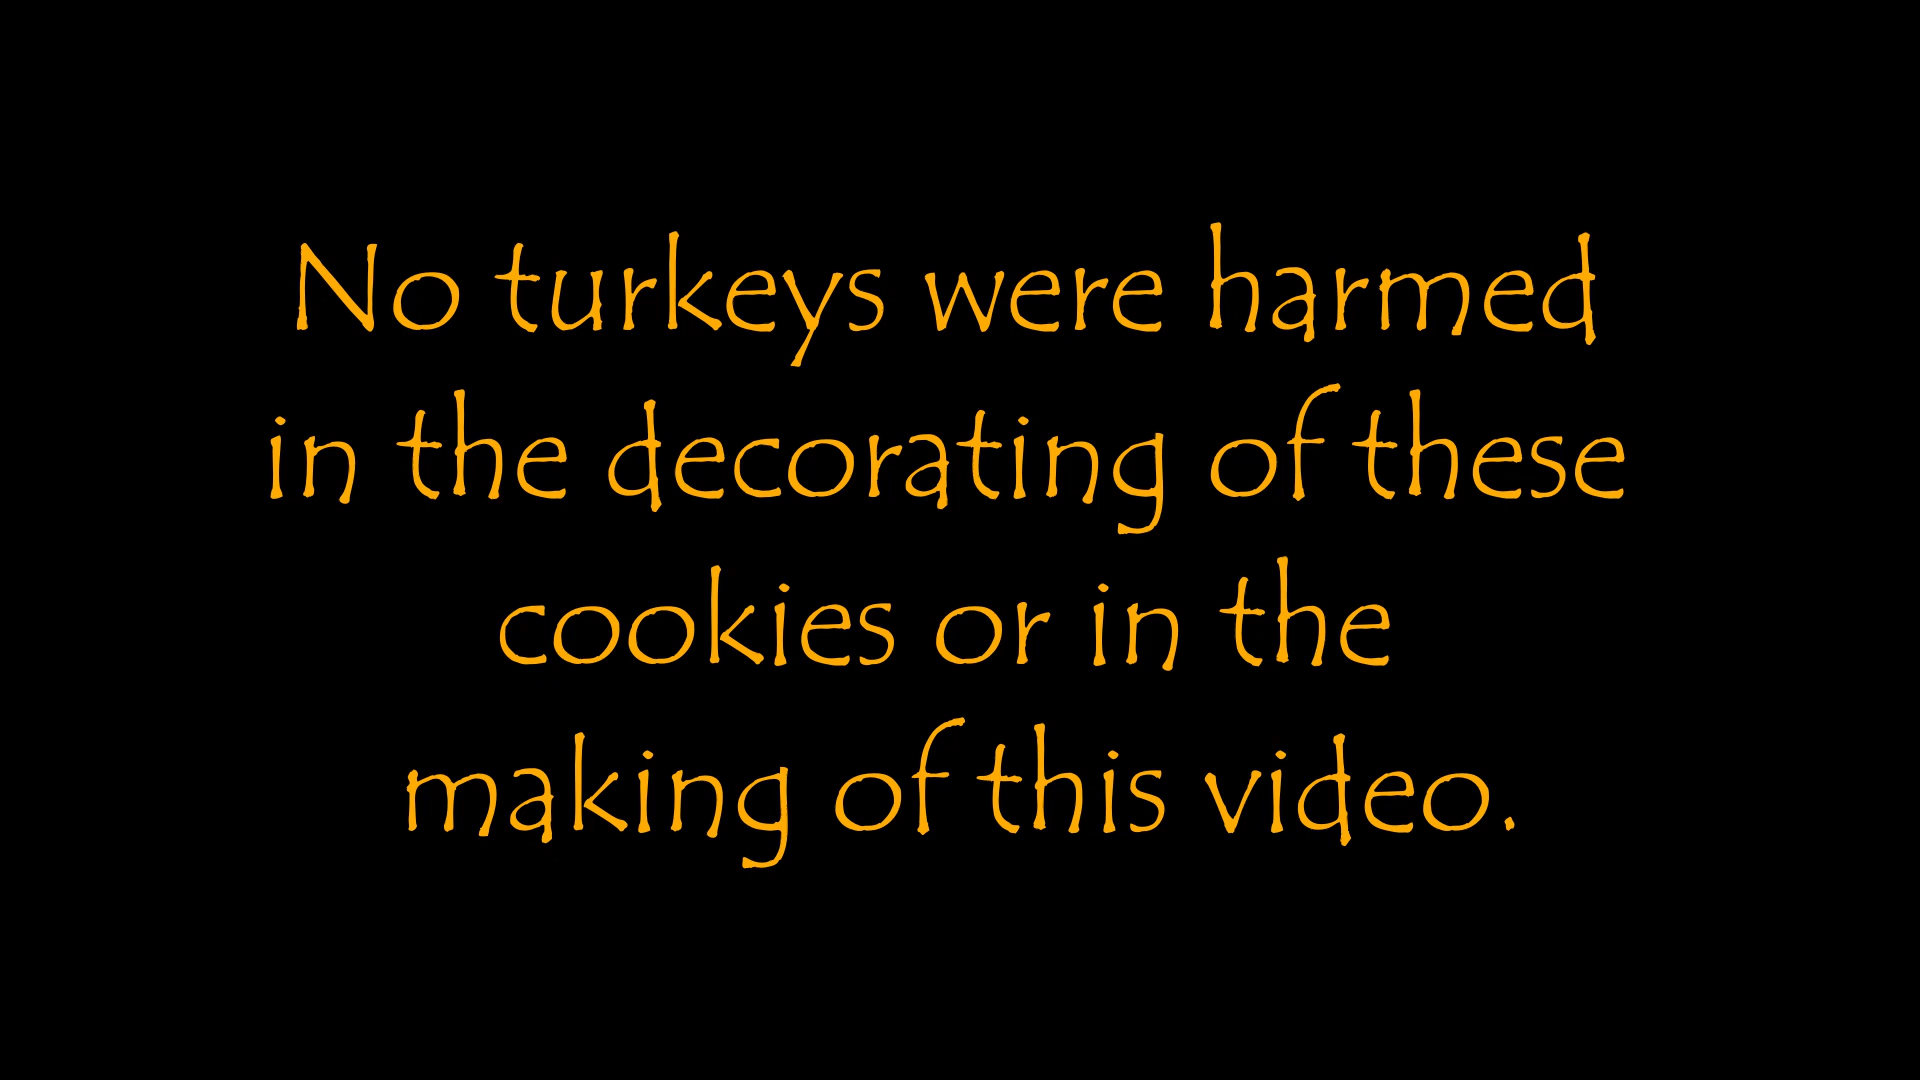 No turkeys were harmed
in the decorating of these
cookies or in the
making of this video.